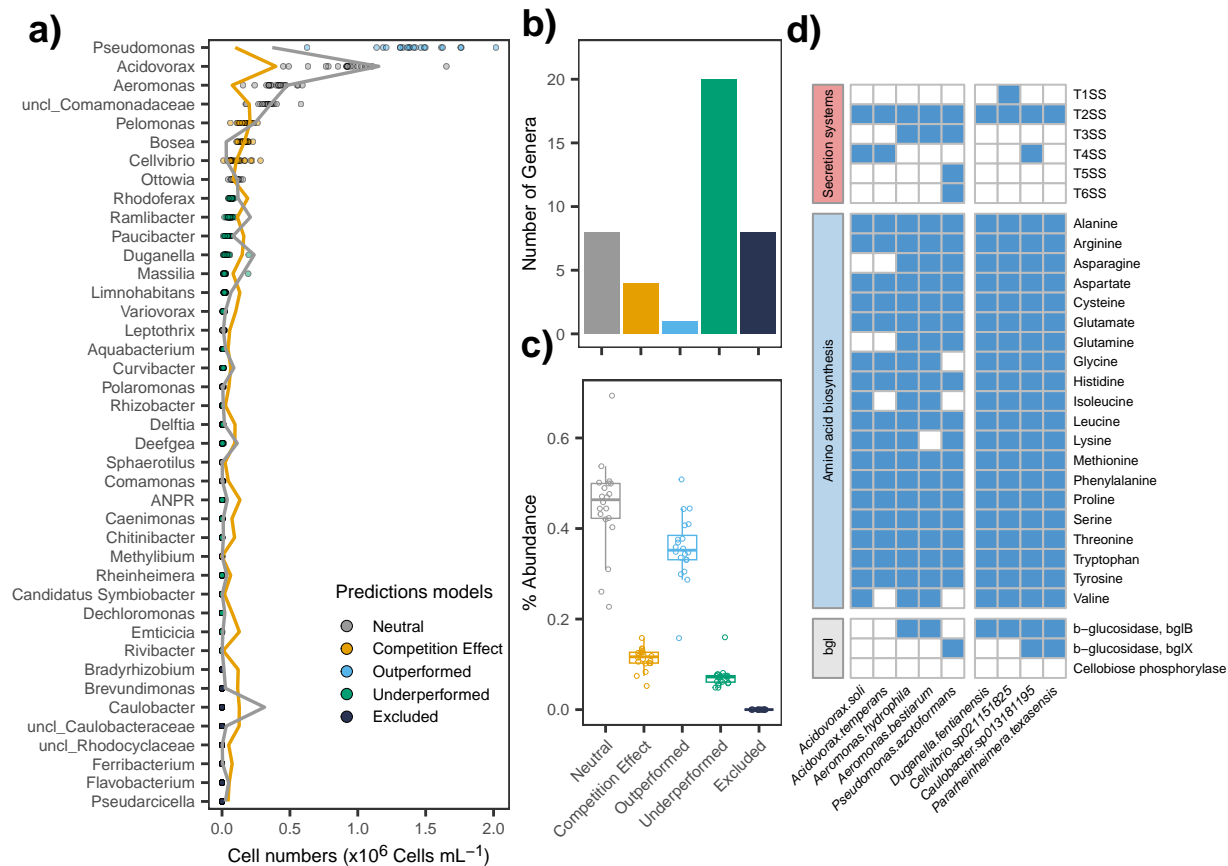 a)
Pseudomonas
Acidovorax
Aeromonas
uncl_Comamonadaceae
Pelomonas
Bosea
Cellvibrio
Ottowia
Rhodoferax
Ramlibacter
Paucibacter
Duganella
Massilia
Limnohabitans
Variovorax
Leptothrix
Aquabacterium
Curvibacter
Polaromonas
Rhizobacter
Delftia
Deefgea
Sphaerotilus
Comamonas
ANPR
Caenimonas
Chitinibacter
Methylibium
Rheinheimera
Candidatus Symbiobacter
Dechloromonas
Emticicia
Rivibacter
Bradyrhizobium
Brevundimonas
Caulobacter
uncl_Caulobacteraceae
uncl_Rhodocyclaceae
Ferribacterium
Flavobacterium
Pseudarcicella
0.0 0.5 1.0 1.5 2.0
Cell numbers (x10⁶ Cells mL⁻¹)
Predictions models
Neutral
Competition Effect
Outperformed
Underperformed
Excluded
b)
Number of Genera
20
15
10
5
0
c)
% Abundance
0.6
0.4
0.2
0.0
Neutral
Competition Effect
Outperformed
Underperformed
Excluded
d)
Secretion systems
T1SS
T2SS
T3SS
T4SS
T5SS
T6SS
Amino acid biosynthesis
Alanine
Arginine
Asparagine
Aspartate
Cysteine
Glutamate
Glutamine
Glycine
Histidine
Isoleucine
Leucine
Lysine
Methionine
Phenylalanine
Proline
Serine
Threonine
Tryptophan
Tyrosine
Valine
bgl
b−glucosidase, bglB
b−glucosidase, bglX
Cellobiose phosphorylase
Acidovorax.soli
Acidovorax.temperans
Aeromonas.hydrophila
Aeromonas.bestiarum
Pseudomonas.azotoformans
Duganella.fentianensis
Cellvibrio.sp021151825
Caulobacter.sp013181195
Pararheinheimera.texasensis